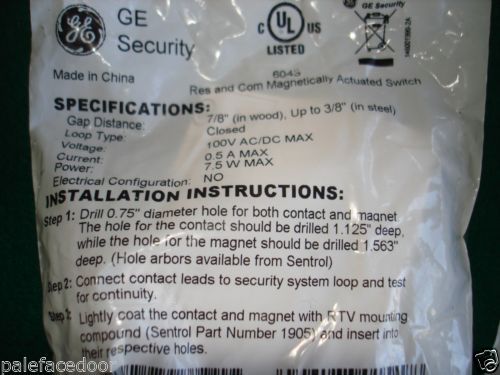 GE
Security
Made in China
c UL US
LISTED
GE Security
604S
Res and Com Magnetically Actuated Switch
SPECIFICATIONS:
Gap Distance: 7/8" (in wood), Up to 3/8" (in steel)
Loop Type: Closed
Voltage: 100V AC/DC MAX
Current: 0.5 A MAX
Power: 7.5 W MAX
Electrical Configuration: NO
INSTALLATION INSTRUCTIONS:
Step 1: Drill 0.75" diameter hole for both contact and magnet.
The hole for the contact should be drilled 1.125" deep,
while the hole for the magnet should be drilled 1.563"
deep. (Hole arbors available from Sentrol)
Step 2: Connect contact leads to security system loop and test
for continuity.
Step 3: Lightly coat the contact and magnet with RTV mounting
compound (Sentrol Part Number 1905) and insert into
their respective holes.
palefacedoor